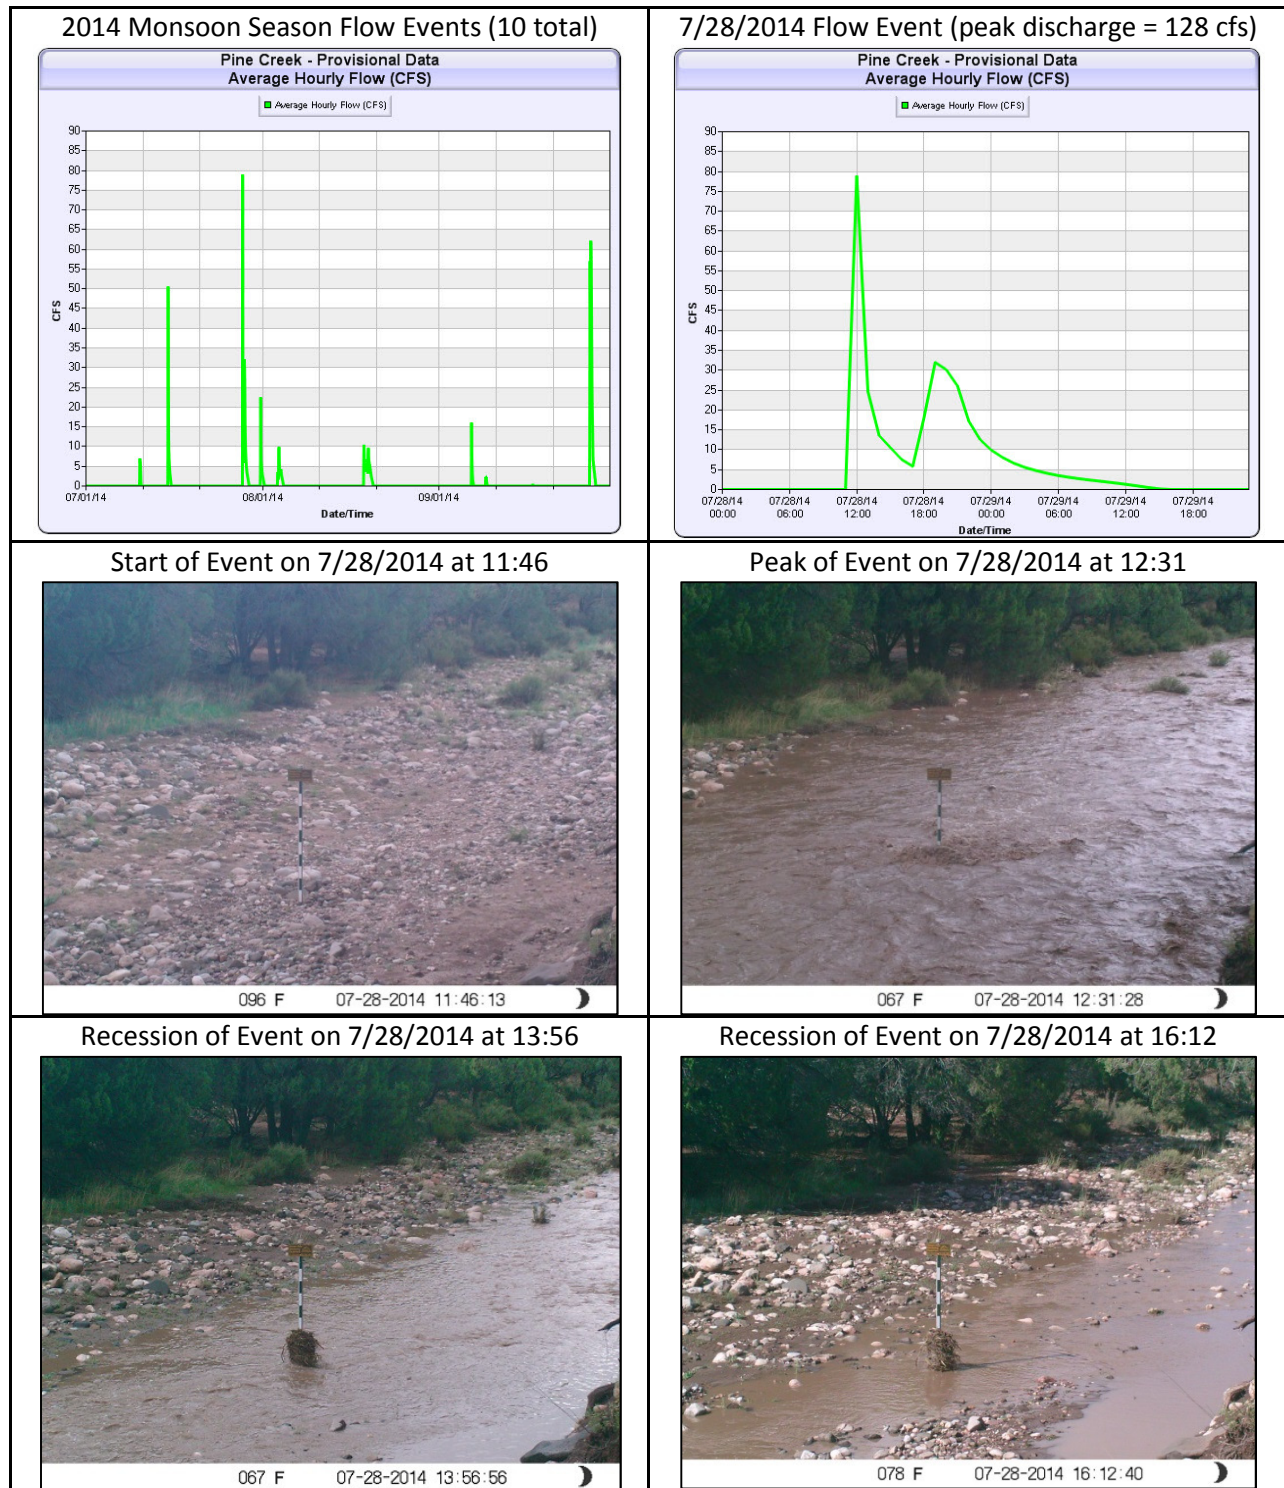 2014 Monsoon Season Flow Events (10 total)
Pine Creek - Provisional Data
Average Hourly Flow (CFS)
Average Hourly Flow (CFS)
90
85
80
75
70
65
60
55
50
45
40
35
30
25
20
15
10
5
0
CFS
07/01/14 08/01/14 09/01/14
Date/Time
7/28/2014 Flow Event (peak discharge = 128 cfs)
Pine Creek - Provisional Data
Average Hourly Flow (CFS)
Average Hourly Flow (CFS)
90
85
80
75
70
65
60
55
50
45
40
35
30
25
20
15
10
5
0
CFS
07/28/14 07/28/14 07/28/14 07/28/14 07/29/14 07/29/14 07/29/14 07/29/14
00:00 06:00 12:00 18:00 00:00 06:00 12:00 18:00
Date/Time
Start of Event on 7/28/2014 at 11:46
096 F 07-28-2014 11:46:13
Peak of Event on 7/28/2014 at 12:31
067 F 07-28-2014 12:31:28
Recession of Event on 7/28/2014 at 13:56
067 F 07-28-2014 13:56:56
Recession of Event on 7/28/2014 at 16:12
078 F 07-28-2014 16:12:40